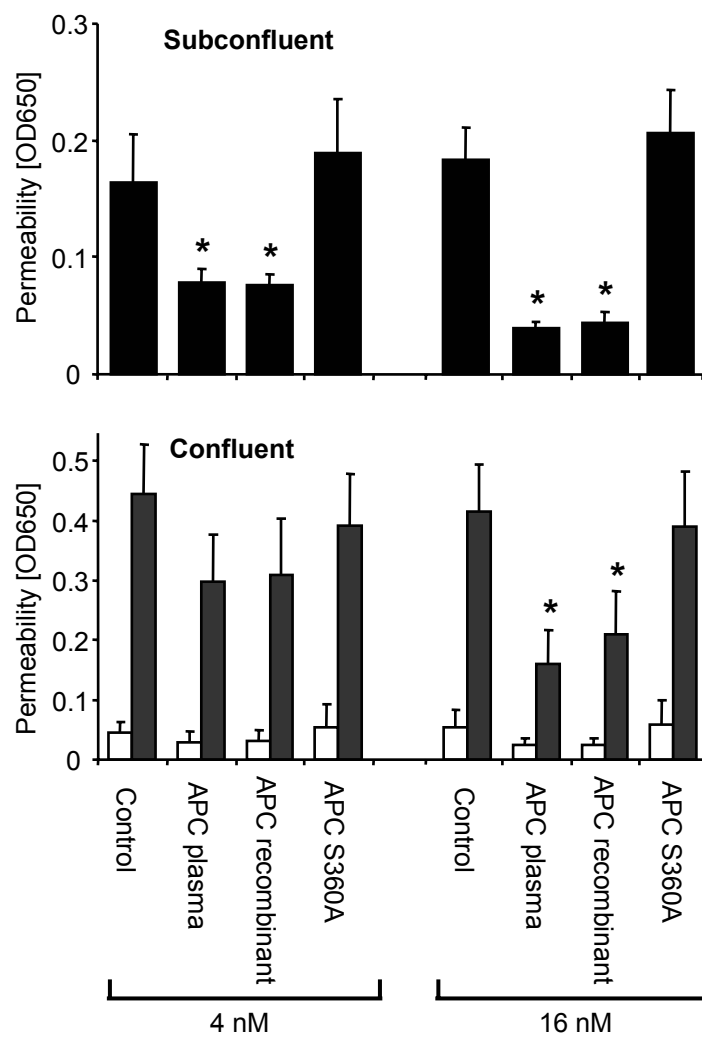 0.3
Subconfluent
0.2
0.1
0
Permeability [OD650]
* *
* *
Confluent
0.5
0.4
0.3
0.2
0.1
0
Permeability [OD650]
* *
Control
APC plasma
APC recombinant
APC S360A
Control
APC plasma
APC recombinant
APC S360A
4 nM
16 nM